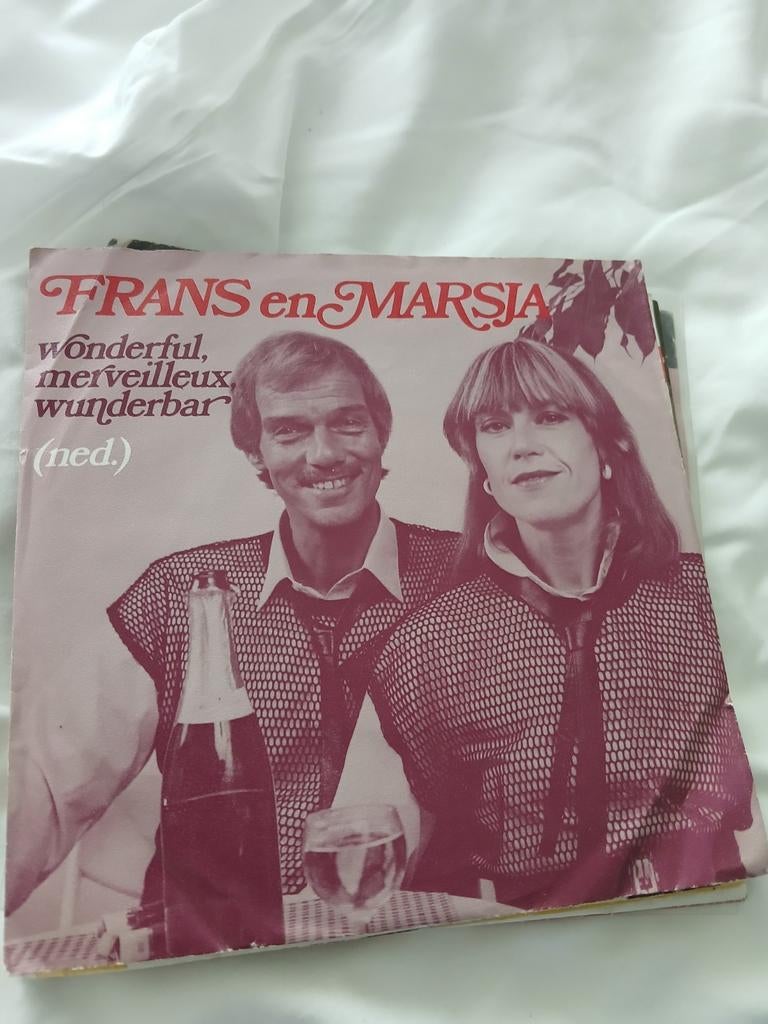 FRANS en MARSJA
wonderful,
merveilleux,
wunderbar
(ned.)